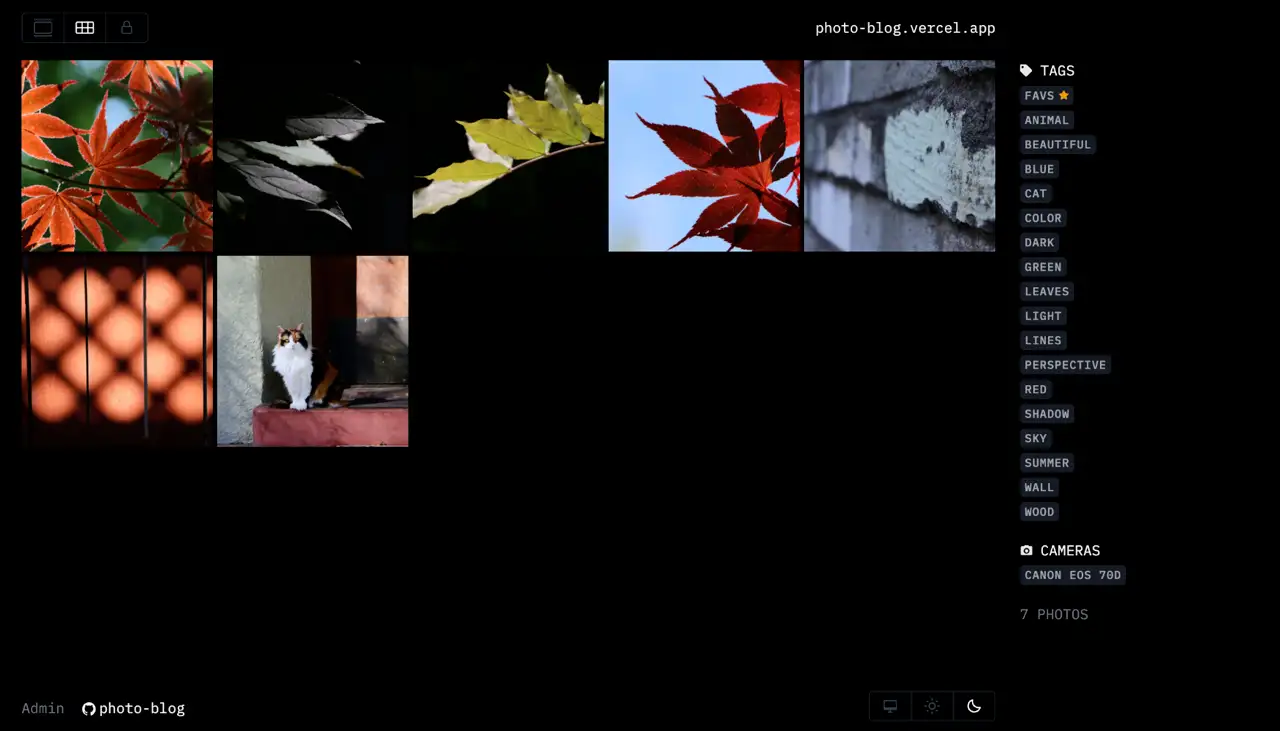 photo-blog.vercel.app
TAGS
FAVS
ANIMAL
BEAUTIFUL
BLUE
CAT
COLOR
DARK
GREEN
LEAVES
LIGHT
LINES
PERSPECTIVE
RED
SHADOW
SKY
SUMMER
WALL
WOOD
CAMERAS
CANON EOS 70D
7 PHOTOS
Admin photo-blog